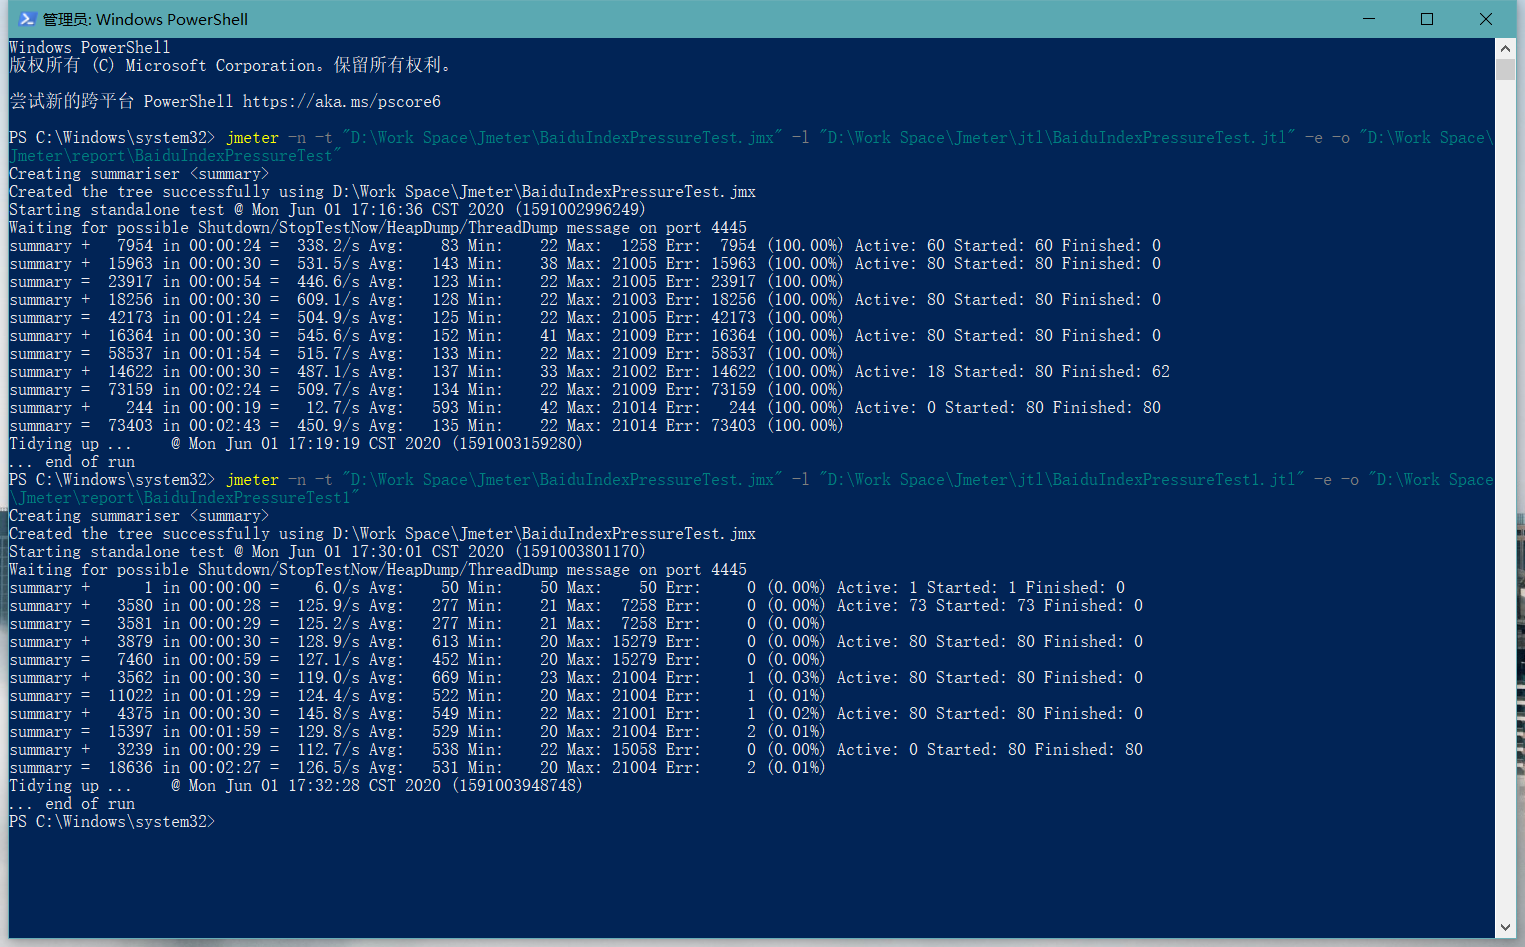 管理员: Windows PowerShell
Windows PowerShell
版权所有 (C) Microsoft Corporation。保留所有权利。
尝试新的跨平台 PowerShell https://aka.ms/pscore6
PS C:\Windows\system32> jmeter -n -t "D:\Work Space\Jmeter\BaiduIndexPressureTest.jmx" -l "D:\Work Space\Jmeter\jtl\BaiduIndexPressureTest.jtl" -e -o "D:\Work Space\
Jmeter\report\BaiduIndexPressureTest"
Creating summariser <summary>
Created the tree successfully using D:\Work Space\Jmeter\BaiduIndexPressureTest.jmx
Starting standalone test @ Mon Jun 01 17:16:36 CST 2020 (1591002996249)
Waiting for possible Shutdown/StopTestNow/HeapDump/ThreadDump message on port 4445
summary +   7954 in 00:00:24 =  338.2/s Avg:    83 Min:    22 Max:  1258 Err:  7954 (100.00%) Active: 60 Started: 60 Finished: 0
summary +  15963 in 00:00:30 =  531.5/s Avg:   143 Min:    38 Max: 21005 Err: 15963 (100.00%) Active: 80 Started: 80 Finished: 0
summary =  23917 in 00:00:54 =  446.6/s Avg:   123 Min:    22 Max: 21005 Err: 23917 (100.00%)
summary +  18256 in 00:00:30 =  609.1/s Avg:   128 Min:    22 Max: 21003 Err: 18256 (100.00%) Active: 80 Started: 80 Finished: 0
summary =  42173 in 00:01:24 =  504.9/s Avg:   125 Min:    22 Max: 21005 Err: 42173 (100.00%)
summary +  16364 in 00:00:30 =  545.6/s Avg:   152 Min:    41 Max: 21009 Err: 16364 (100.00%) Active: 80 Started: 80 Finished: 0
summary =  58537 in 00:01:54 =  515.7/s Avg:   133 Min:    22 Max: 21009 Err: 58537 (100.00%)
summary +  14622 in 00:00:30 =  487.1/s Avg:   137 Min:    33 Max: 21002 Err: 14622 (100.00%) Active: 18 Started: 80 Finished: 62
summary =  73159 in 00:02:24 =  509.7/s Avg:   134 Min:    22 Max: 21009 Err: 73159 (100.00%)
summary +    244 in 00:00:19 =   12.7/s Avg:   593 Min:    42 Max: 21014 Err:   244 (100.00%) Active: 0 Started: 80 Finished: 80
summary =  73403 in 00:02:43 =  450.9/s Avg:   135 Min:    22 Max: 21014 Err: 73403 (100.00%)
Tidying up ...    @ Mon Jun 01 17:19:19 CST 2020 (1591003159280)
... end of run
PS C:\Windows\system32> jmeter -n -t "D:\Work Space\Jmeter\BaiduIndexPressureTest.jmx" -l "D:\Work Space\Jmeter\jtl\BaiduIndexPressureTest1.jtl" -e -o "D:\Work Space
\Jmeter\report\BaiduIndexPressureTest1"
Creating summariser <summary>
Created the tree successfully using D:\Work Space\Jmeter\BaiduIndexPressureTest.jmx
Starting standalone test @ Mon Jun 01 17:30:01 CST 2020 (1591003801170)
Waiting for possible Shutdown/StopTestNow/HeapDump/ThreadDump message on port 4445
summary +      1 in 00:00:00 =    6.0/s Avg:    50 Min:    50 Max:    50 Err:     0 (0.00%) Active: 1 Started: 1 Finished: 0
summary +   3580 in 00:00:28 =  125.9/s Avg:   277 Min:    21 Max:  7258 Err:     0 (0.00%) Active: 73 Started: 73 Finished: 0
summary =   3581 in 00:00:29 =  125.2/s Avg:   277 Min:    21 Max:  7258 Err:     0 (0.00%)
summary +   3879 in 00:00:30 =  128.9/s Avg:   613 Min:    20 Max: 15279 Err:     0 (0.00%) Active: 80 Started: 80 Finished: 0
summary =   7460 in 00:00:59 =  127.1/s Avg:   452 Min:    20 Max: 15279 Err:     0 (0.00%)
summary +   3562 in 00:00:30 =  119.0/s Avg:   669 Min:    23 Max: 21004 Err:     1 (0.03%) Active: 80 Started: 80 Finished: 0
summary =  11022 in 00:01:29 =  124.4/s Avg:   522 Min:    20 Max: 21004 Err:     1 (0.01%)
summary +   4375 in 00:00:30 =  145.8/s Avg:   549 Min:    22 Max: 21001 Err:     1 (0.02%) Active: 80 Started: 80 Finished: 0
summary =  15397 in 00:01:59 =  129.8/s Avg:   529 Min:    20 Max: 21004 Err:     2 (0.01%)
summary +   3239 in 00:00:29 =  112.7/s Avg:   538 Min:    22 Max: 15058 Err:     0 (0.00%) Active: 0 Started: 80 Finished: 80
summary =  18636 in 00:02:27 =  126.5/s Avg:   531 Min:    20 Max: 21004 Err:     2 (0.01%)
Tidying up ...    @ Mon Jun 01 17:32:28 CST 2020 (1591003948748)
... end of run
PS C:\Windows\system32>